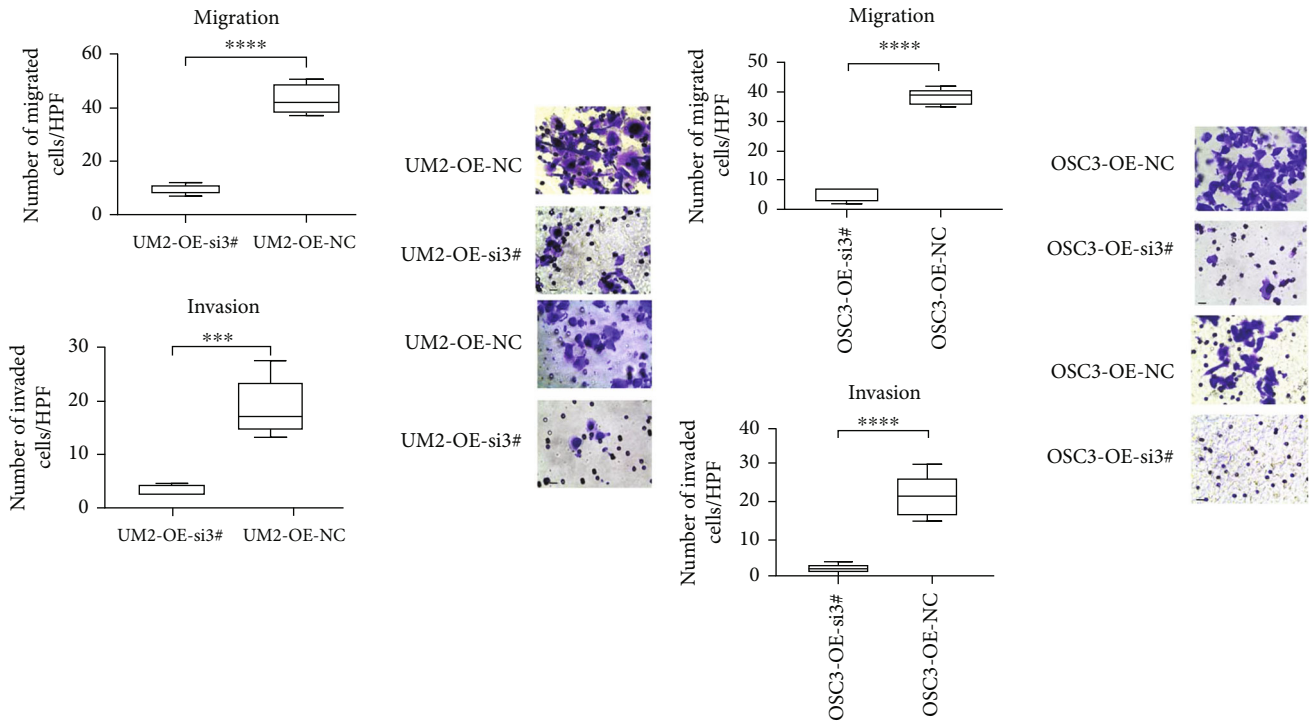 Migration
****
Number of migrated
cells/HPF
60
40
20
0
UM2-OE-si3#
UM2-OE-NC
Invasion
***
Number of invaded
cells/HPF
30
20
10
0
UM2-OE-si3#
UM2-OE-NC
UM2-OE-NC
UM2-OE-si3#
UM2-OE-NC
UM2-OE-si3#
Migration
****
Number of migrated
cells/HPF
50
40
30
20
10
0
OSC3-OE-si3#
OSC3-OE-NC
Invasion
****
Number of invaded
cells/HPF
40
30
20
10
0
OSC3-OE-si3#
OSC3-OE-NC
OSC3-OE-NC
OSC3-OE-si3#
OSC3-OE-NC
OSC3-OE-si3#